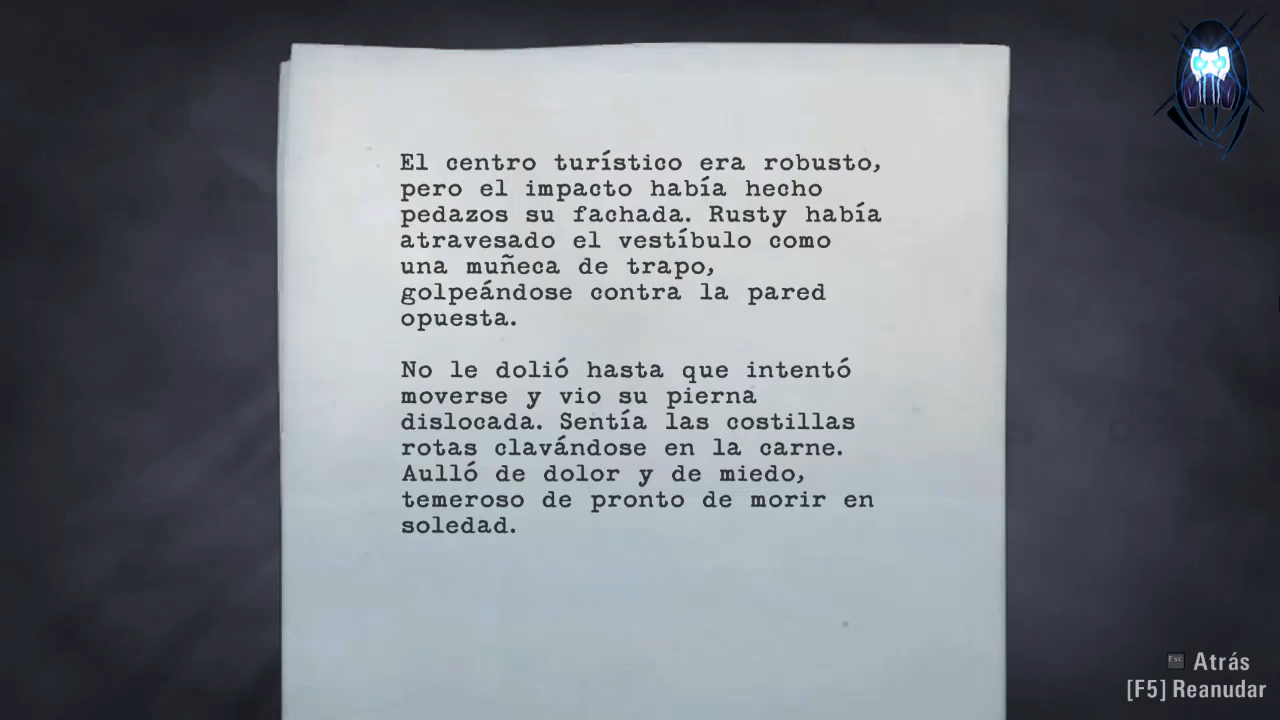 El centro turístico era robusto,
pero el impacto había hecho
pedazos su fachada. Rusty había
atravesado el vestíbulo como
una muñeca de trapo,
golpeándose contra la pared
opuesta.
No le dolió hasta que intentó
moverse y vio su pierna
dislocada. Sentía las costillas
rotas clavándose en la carne.
Aulló de dolor y de miedo,
temeroso de pronto de morir en
soledad.
Esc Atrás
[F5] Reanudar